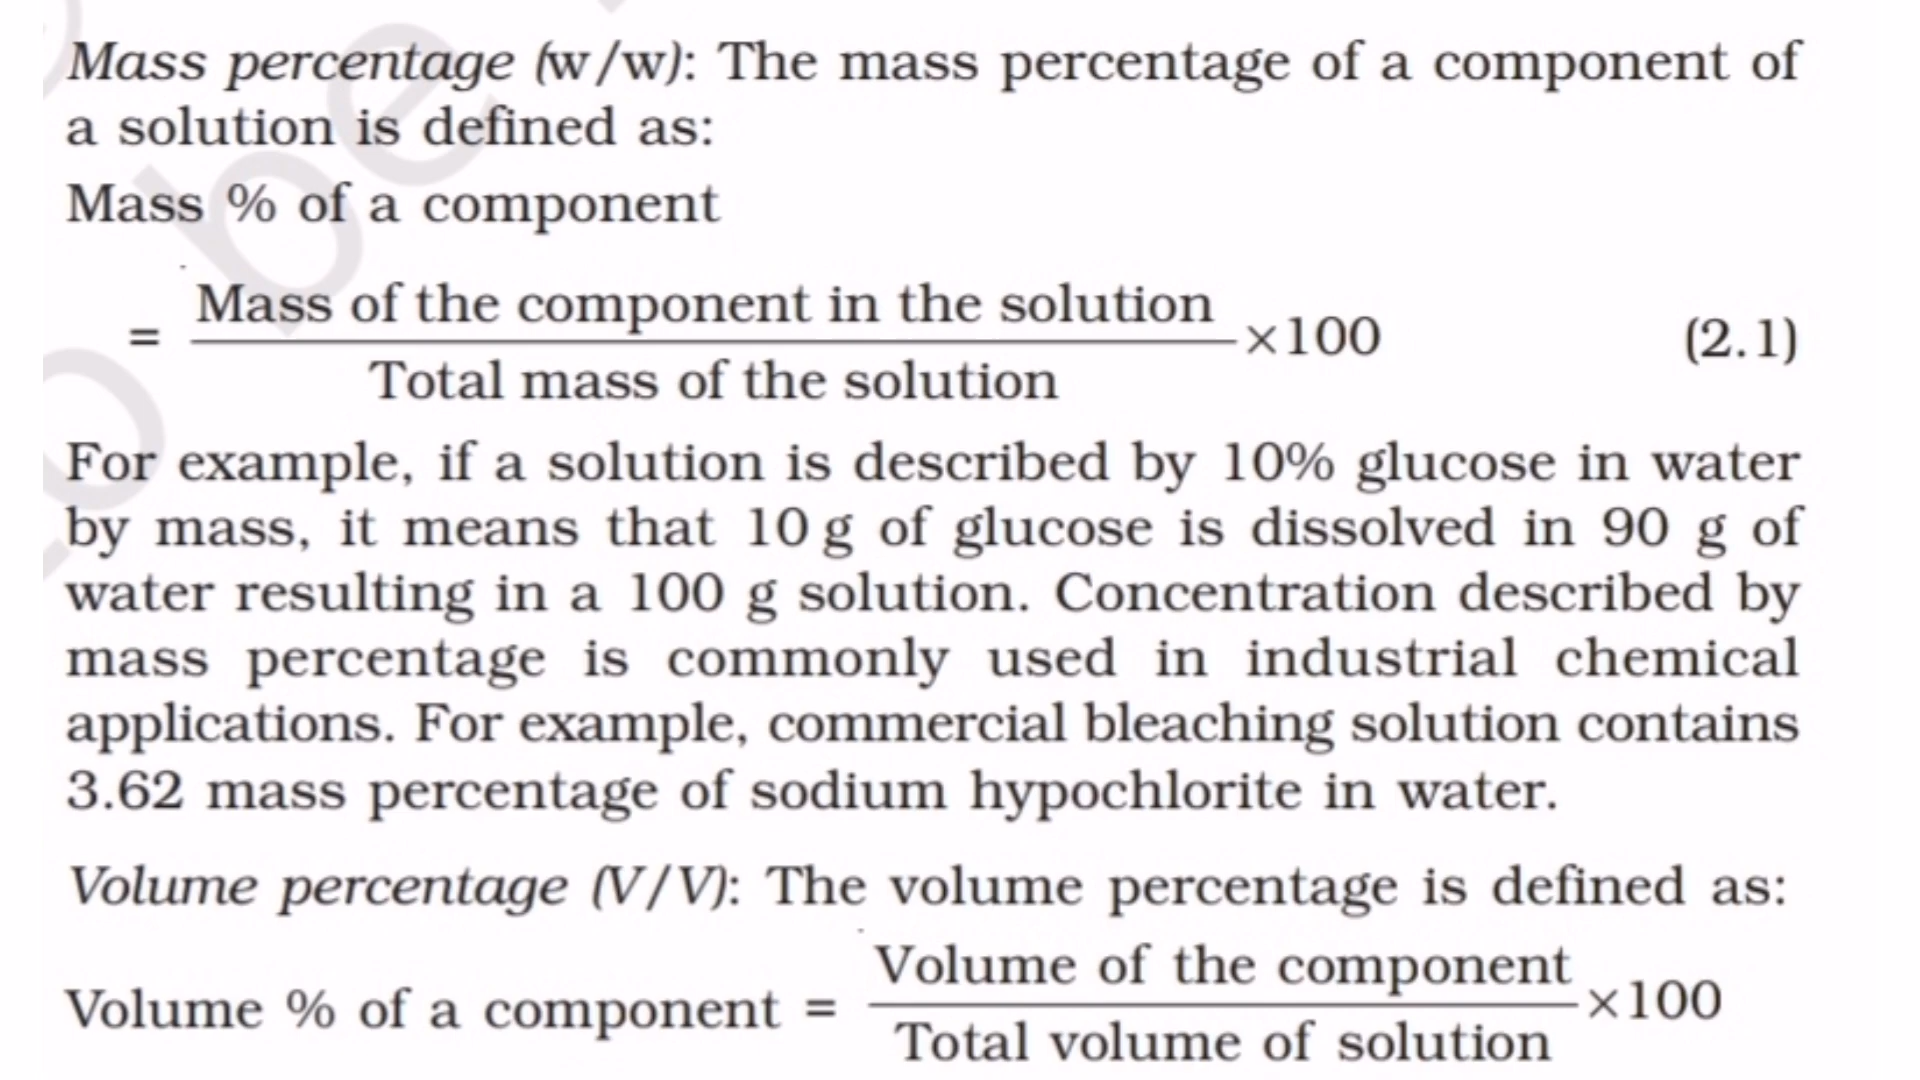 Mass percentage (w/w): The mass percentage of a component of
a solution is defined as:
Mass % of a component
= Mass of the component in the solution / Total mass of the solution ×100 (2.1)
For example, if a solution is described by 10% glucose in water
by mass, it means that 10 g of glucose is dissolved in 90 g of
water resulting in a 100 g solution. Concentration described by
mass percentage is commonly used in industrial chemical
applications. For example, commercial bleaching solution contains
3.62 mass percentage of sodium hypochlorite in water.
Volume percentage (V/V): The volume percentage is defined as:
Volume % of a component = Volume of the component / Total volume of solution ×100